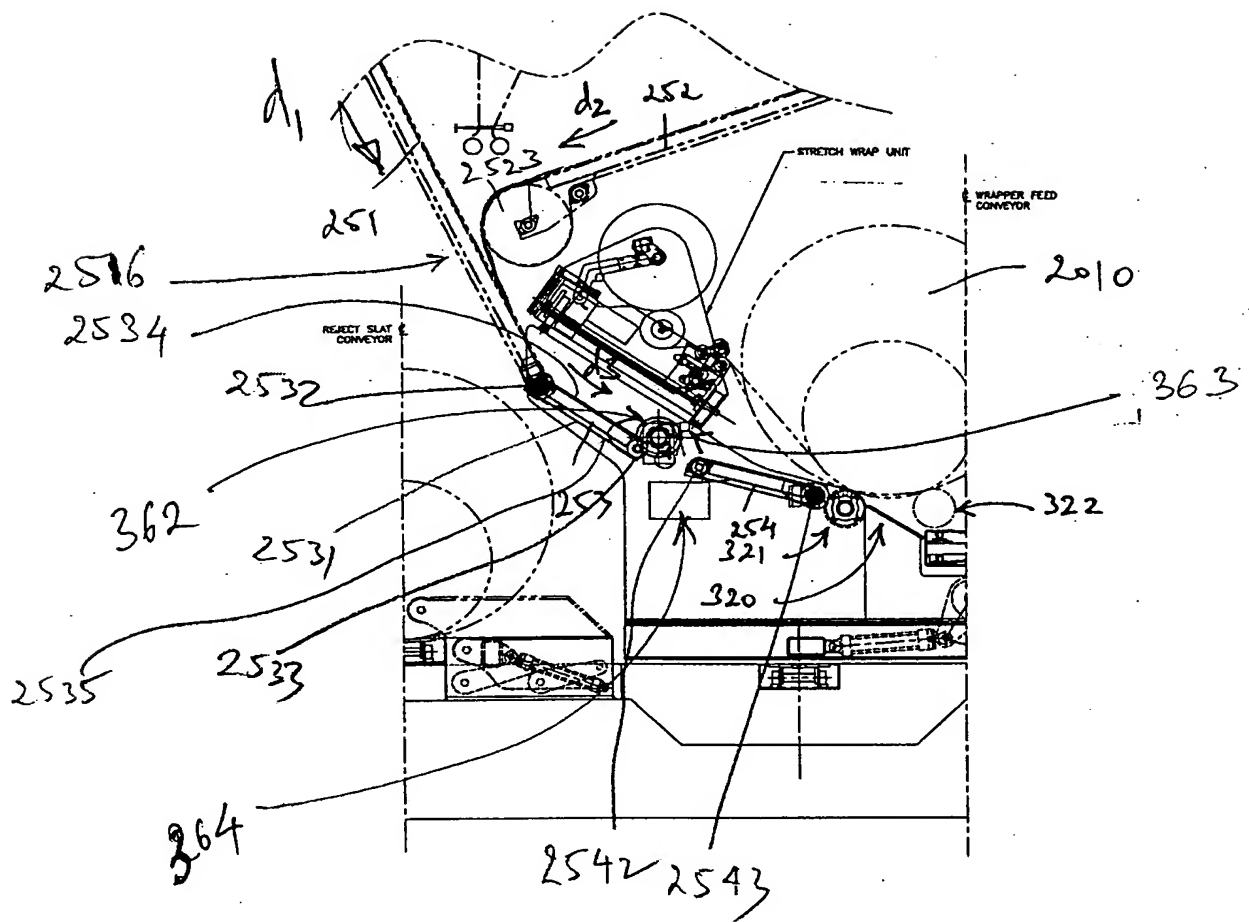 d1
d2
252
2523
STRETCH WRAP UNIT
℄ WRAPPER FEED
CONVEYOR
251
2516
2010
2534
REJECT SLAT ℄
CONVEYOR
2532
363
362
253
254
322
2531
321
320
2535
2533
364
2542
2543